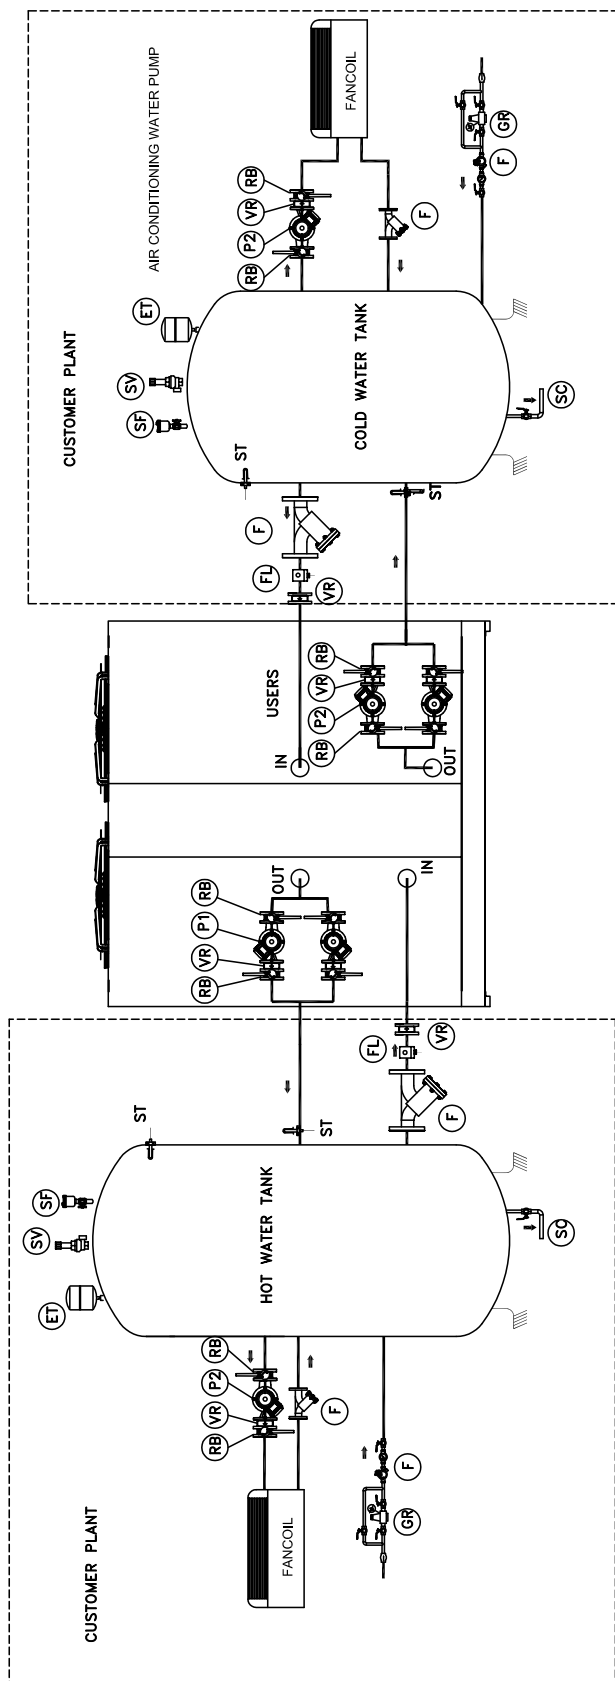 CUSTOMER PLANT
ET
SV
SF
ST
RB
VR
P2
RB
FANCOIL
F
HOT WATER TANK
ST
GR
F
F
FL
VR
SC
RB
VR
P1
RB
OUT
IN
USERS
IN
RB
P2
VR
RB
OUT
CUSTOMER PLANT
AIR CONDITIONING WATER PUMP
SF
SV
ET
ST
F
FL
VR
COLD WATER TANK
ST
RB
P2
VR
RB
FANCOIL
F
F
GR
SC